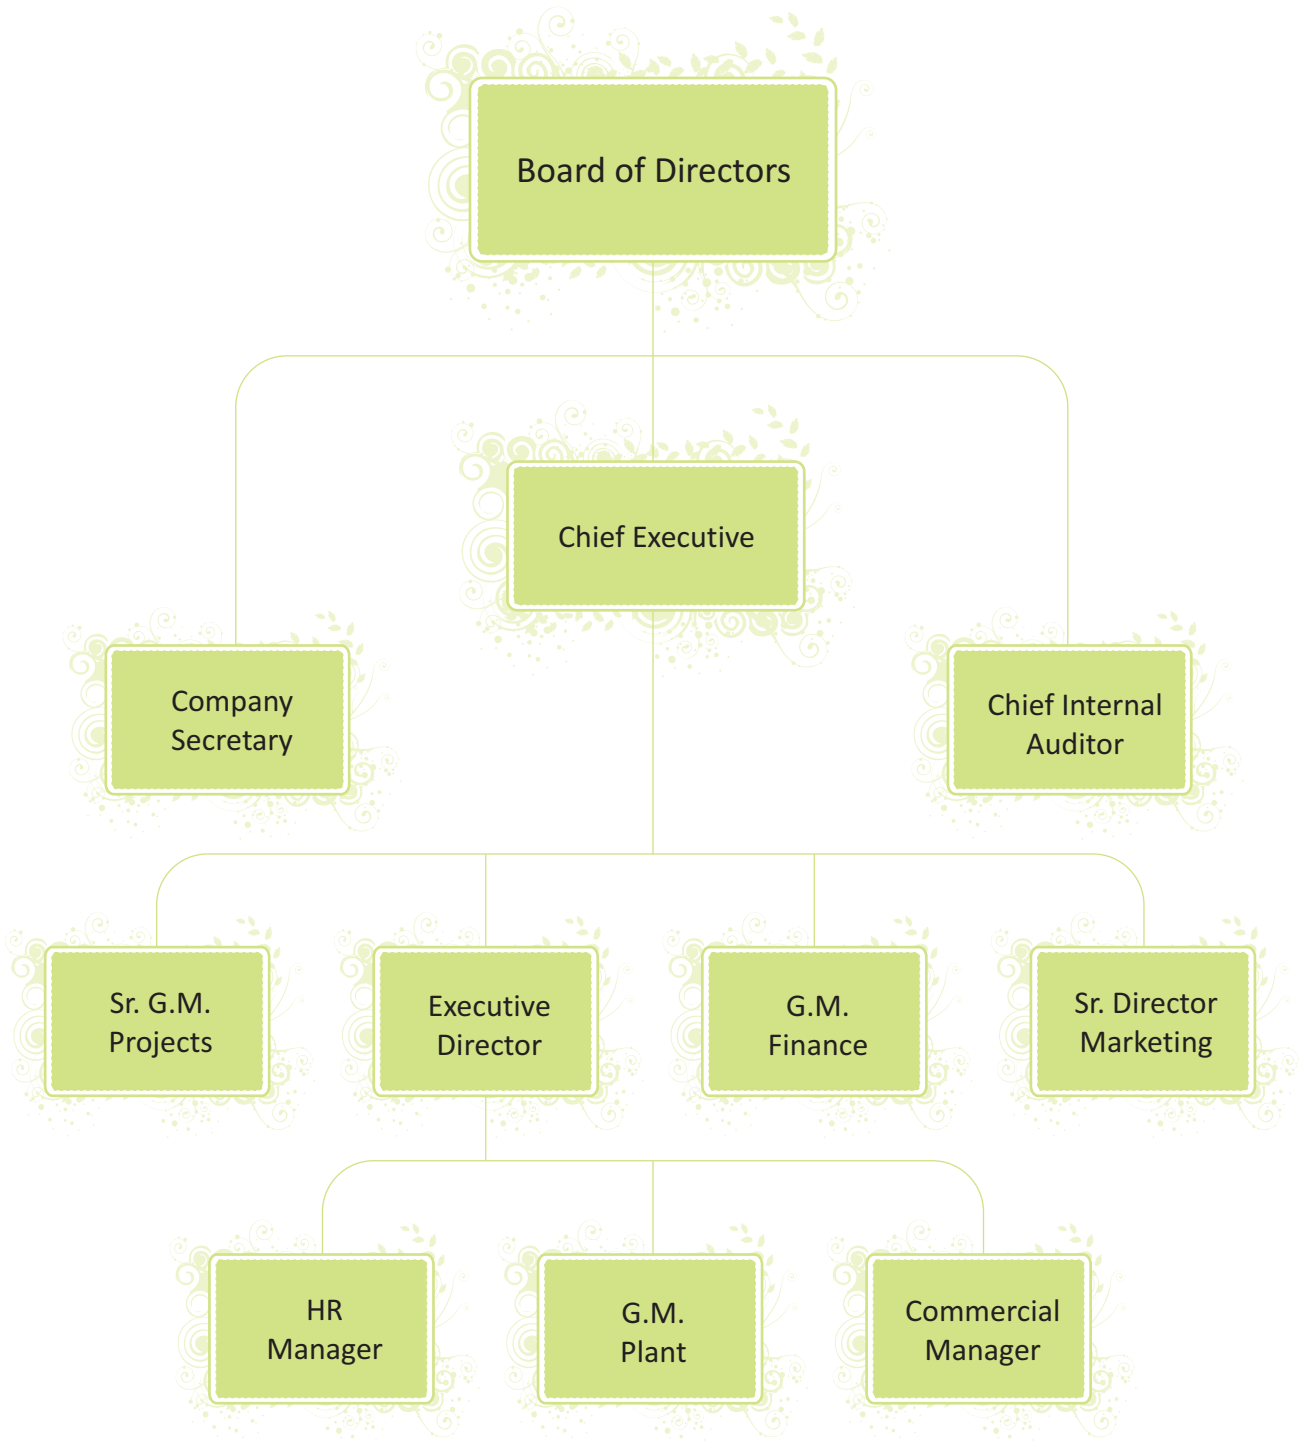 Board of Directors
Chief Executive
Company
Secretary
Chief Internal
Auditor
Sr. G.M.
Projects
Executive
Director
G.M.
Finance
Sr. Director
Marketing
HR
Manager
G.M.
Plant
Commercial
Manager